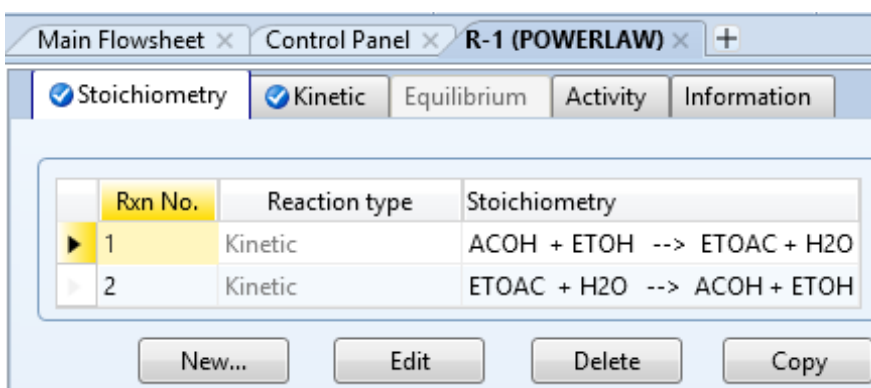 Main Flowsheet × Control Panel × R-1 (POWERLAW) × +
Stoichiometry Kinetic Equilibrium Activity Information
Rxn No. Reaction type Stoichiometry
1 Kinetic ACOH + ETOH --> ETOAC + H2O
2 Kinetic ETOAC + H2O --> ACOH + ETOH
New... Edit Delete Copy